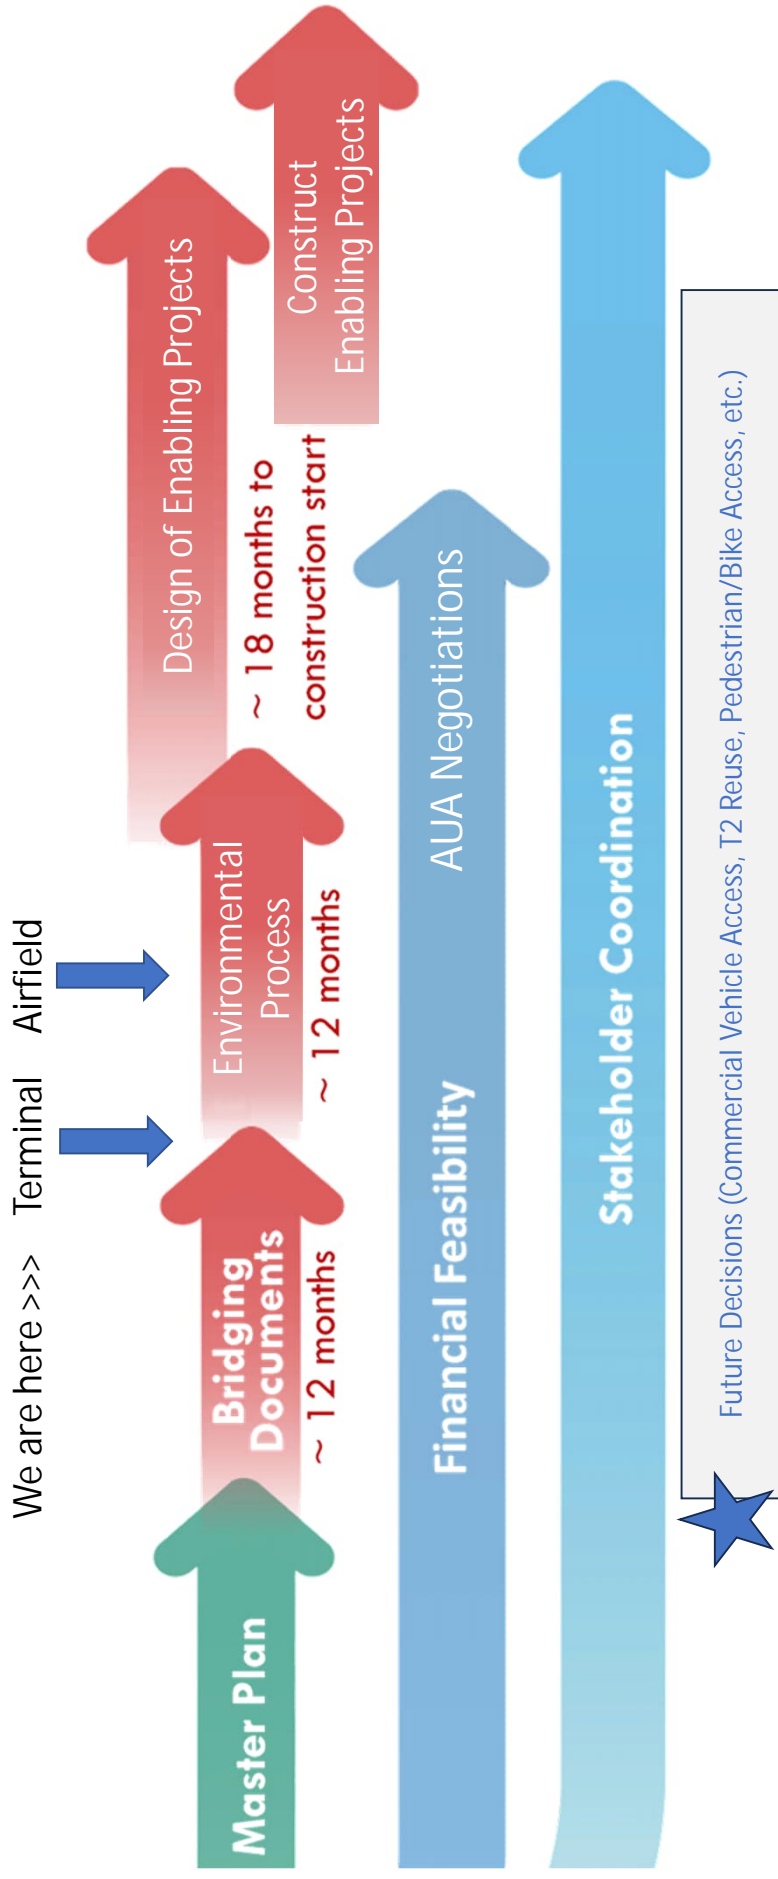 We are here >>>
Terminal
Airfield
Master Plan
Bridging
Documents
~ 12 months
Environmental
Process
~ 12 months
Design of Enabling Projects
~ 18 months to
construction start
Construct
Enabling Projects
Financial Feasibility
AUA Negotiations
Stakeholder Coordination
Future Decisions (Commercial Vehicle Access, T2 Reuse, Pedestrian/Bike Access, etc.)